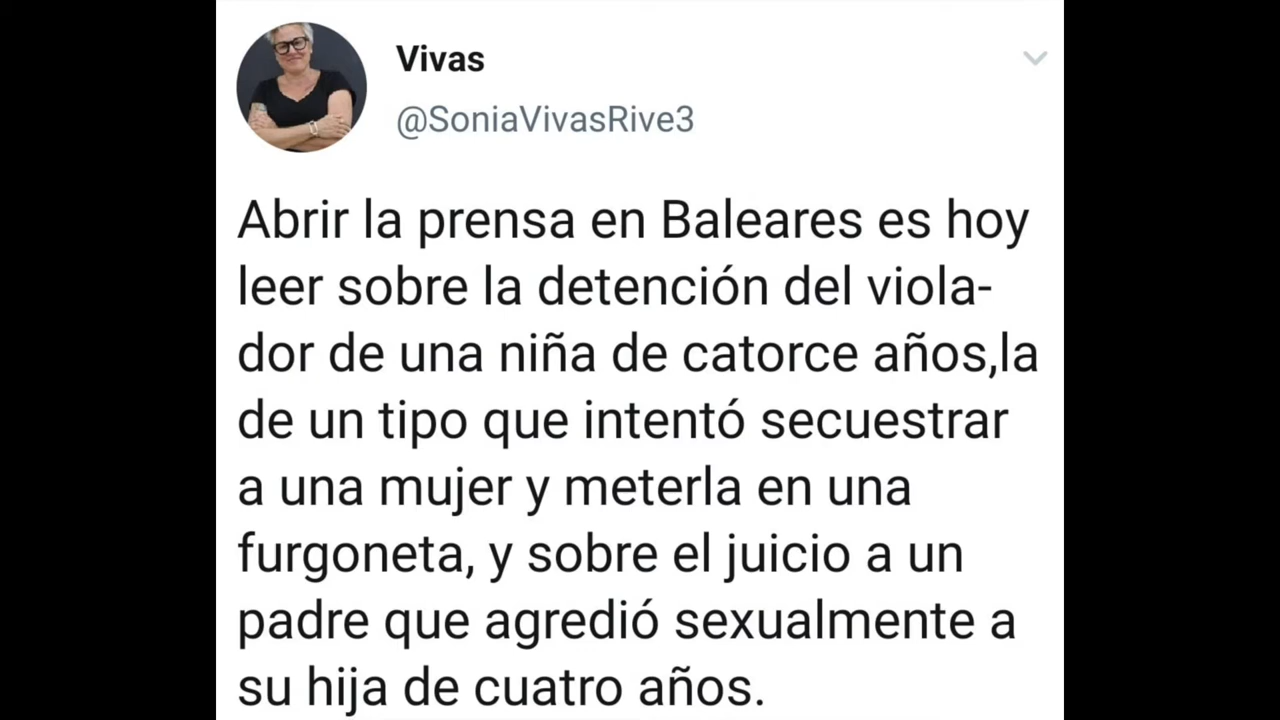 Vivas
@SoniaVivasRive3
Abrir la prensa en Baleares es hoy
leer sobre la detención del viola-
dor de una niña de catorce años,la
de un tipo que intentó secuestrar
a una mujer y meterla en una
furgoneta, y sobre el juicio a un
padre que agredió sexualmente a
su hija de cuatro años.